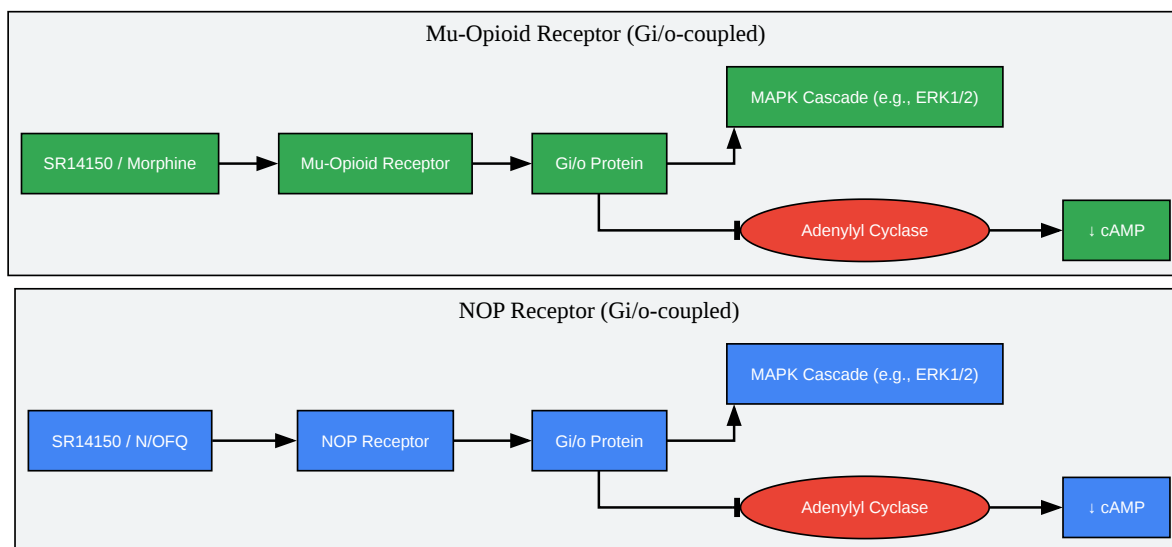 Mu-Opioid Receptor (Gi/o-coupled)
MAPK Cascade (e.g., ERK1/2)
SR14150 / Morphine
Mu-Opioid Receptor
Gi/o Protein
Adenylyl Cyclase
↓ cAMP
NOP Receptor (Gi/o-coupled)
MAPK Cascade (e.g., ERK1/2)
SR14150 / N/OFQ
NOP Receptor
Gi/o Protein
Adenylyl Cyclase
↓ cAMP